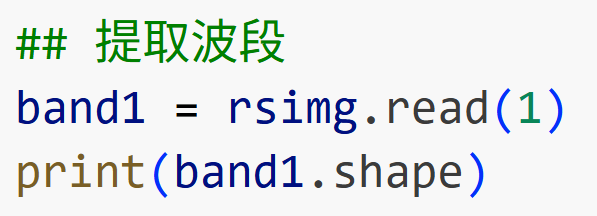 ## 提取波段
band1 = rsimg.read(1)
print(band1.shape)